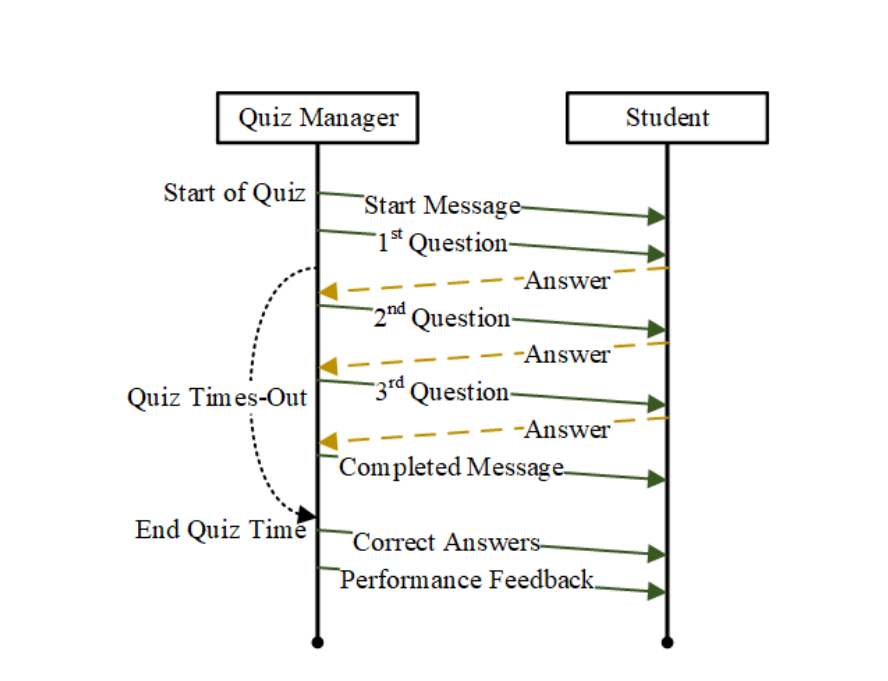 Quiz Manager
Student
Start of Quiz
Start Message
1st Question
Answer
2nd Question
Answer
Quiz Times-Out
3rd Question
Answer
Completed Message
End Quiz Time
Correct Answers
Performance Feedback